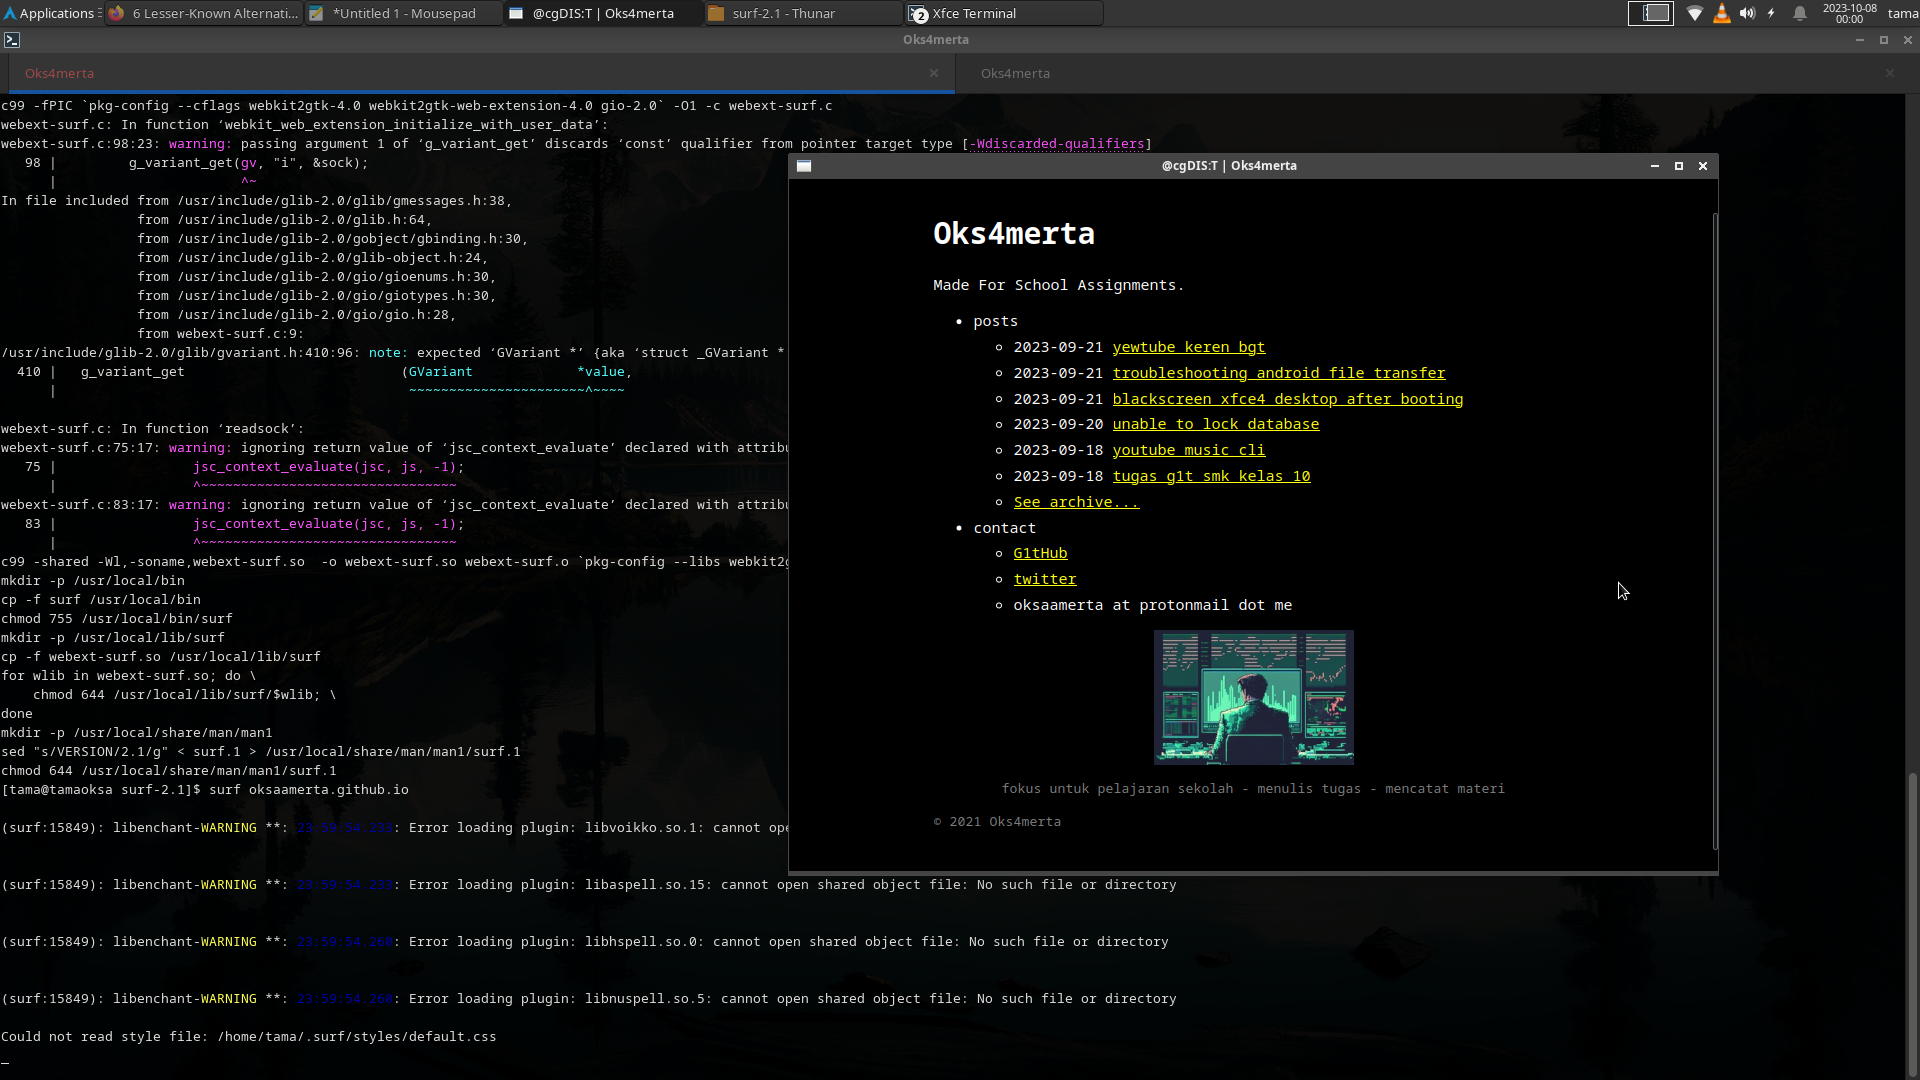 Applications
6 Lesser-Known Alternati...
*Untitled 1 - Mousepad
@cgDIS:T | Oks4merta
surf-2.1 - Thunar
2
Xfce Terminal
2023-10-08
00:00
tama
Oks4merta
Oks4merta
Oks4merta
c99 -fPIC `pkg-config --cflags webkit2gtk-4.0 webkit2gtk-web-extension-4.0 gio-2.0` -O1 -c webext-surf.c
webext-surf.c: In function ‘webkit_web_extension_initialize_with_user_data’:
webext-surf.c:98:23: warning: passing argument 1 of ‘g_variant_get’ discards ‘const’ qualifier from pointer target type [-Wdiscarded-qualifiers]
98 |         g_variant_get(gv, "i", &sock);
|                       ^~
In file included from /usr/include/glib-2.0/glib/gmessages.h:38,
from /usr/include/glib-2.0/glib.h:64,
from /usr/include/glib-2.0/gobject/gbinding.h:30,
from /usr/include/glib-2.0/glib-object.h:24,
from /usr/include/glib-2.0/gio/gioenums.h:30,
from /usr/include/glib-2.0/gio/giotypes.h:30,
from /usr/include/glib-2.0/gio/gio.h:28,
from webext-surf.c:9:
/usr/include/glib-2.0/glib/gvariant.h:410:96: note: expected ‘GVariant *’ {aka ‘struct _GVariant *
410 |   g_variant_get                           (GVariant             *value,
|                                            ~~~~~~~~~~~~~~~~~~~~~~^~~~~
webext-surf.c: In function ‘readsock’:
webext-surf.c:75:17: warning: ignoring return value of ‘jsc_context_evaluate’ declared with attribu
75 |                 jsc_context_evaluate(jsc, js, -1);
|                 ^~~~~~~~~~~~~~~~~~~~~~~~~~~~~~~~~
webext-surf.c:83:17: warning: ignoring return value of ‘jsc_context_evaluate’ declared with attribu
83 |                 jsc_context_evaluate(jsc, js, -1);
|                 ^~~~~~~~~~~~~~~~~~~~~~~~~~~~~~~~~
c99 -shared -Wl,-soname,webext-surf.so  -o webext-surf.so webext-surf.o `pkg-config --libs webkit2g
mkdir -p /usr/local/bin
cp -f surf /usr/local/bin
chmod 755 /usr/local/bin/surf
mkdir -p /usr/local/lib/surf
cp -f webext-surf.so /usr/local/lib/surf
for wlib in webext-surf.so; do \
chmod 644 /usr/local/lib/surf/$wlib; \
done
mkdir -p /usr/local/share/man/man1
sed "s/VERSION/2.1/g" < surf.1 > /usr/local/share/man/man1/surf.1
chmod 644 /usr/local/share/man/man1/surf.1
[tama@tamaoksa surf-2.1]$ surf oksaamerta.github.io
(surf:15849): libenchant-WARNING **: 23:59:54.233: Error loading plugin: libvoikko.so.1: cannot ope
(surf:15849): libenchant-WARNING **: 23:59:54.233: Error loading plugin: libaspell.so.15: cannot open shared object file: No such file or directory
(surf:15849): libenchant-WARNING **: 23:59:54.260: Error loading plugin: libhspell.so.0: cannot open shared object file: No such file or directory
(surf:15849): libenchant-WARNING **: 23:59:54.260: Error loading plugin: libnuspell.so.5: cannot open shared object file: No such file or directory
Could not read style file: /home/tama/.surf/styles/default.css
@cgDIS:T | Oks4merta
Oks4merta
Made For School Assignments.
posts
2023-09-21 yewtube keren bgt
2023-09-21 troubleshooting android file transfer
2023-09-21 blackscreen xfce4 desktop after booting
2023-09-20 unable to lock database
2023-09-18 youtube music cli
2023-09-18 tugas g1t smk kelas 10
See archive...
contact
G1tHub
twitter
oksaamerta at protonmail dot me
fokus untuk pelajaran sekolah - menulis tugas - mencatat materi
© 2021 Oks4merta